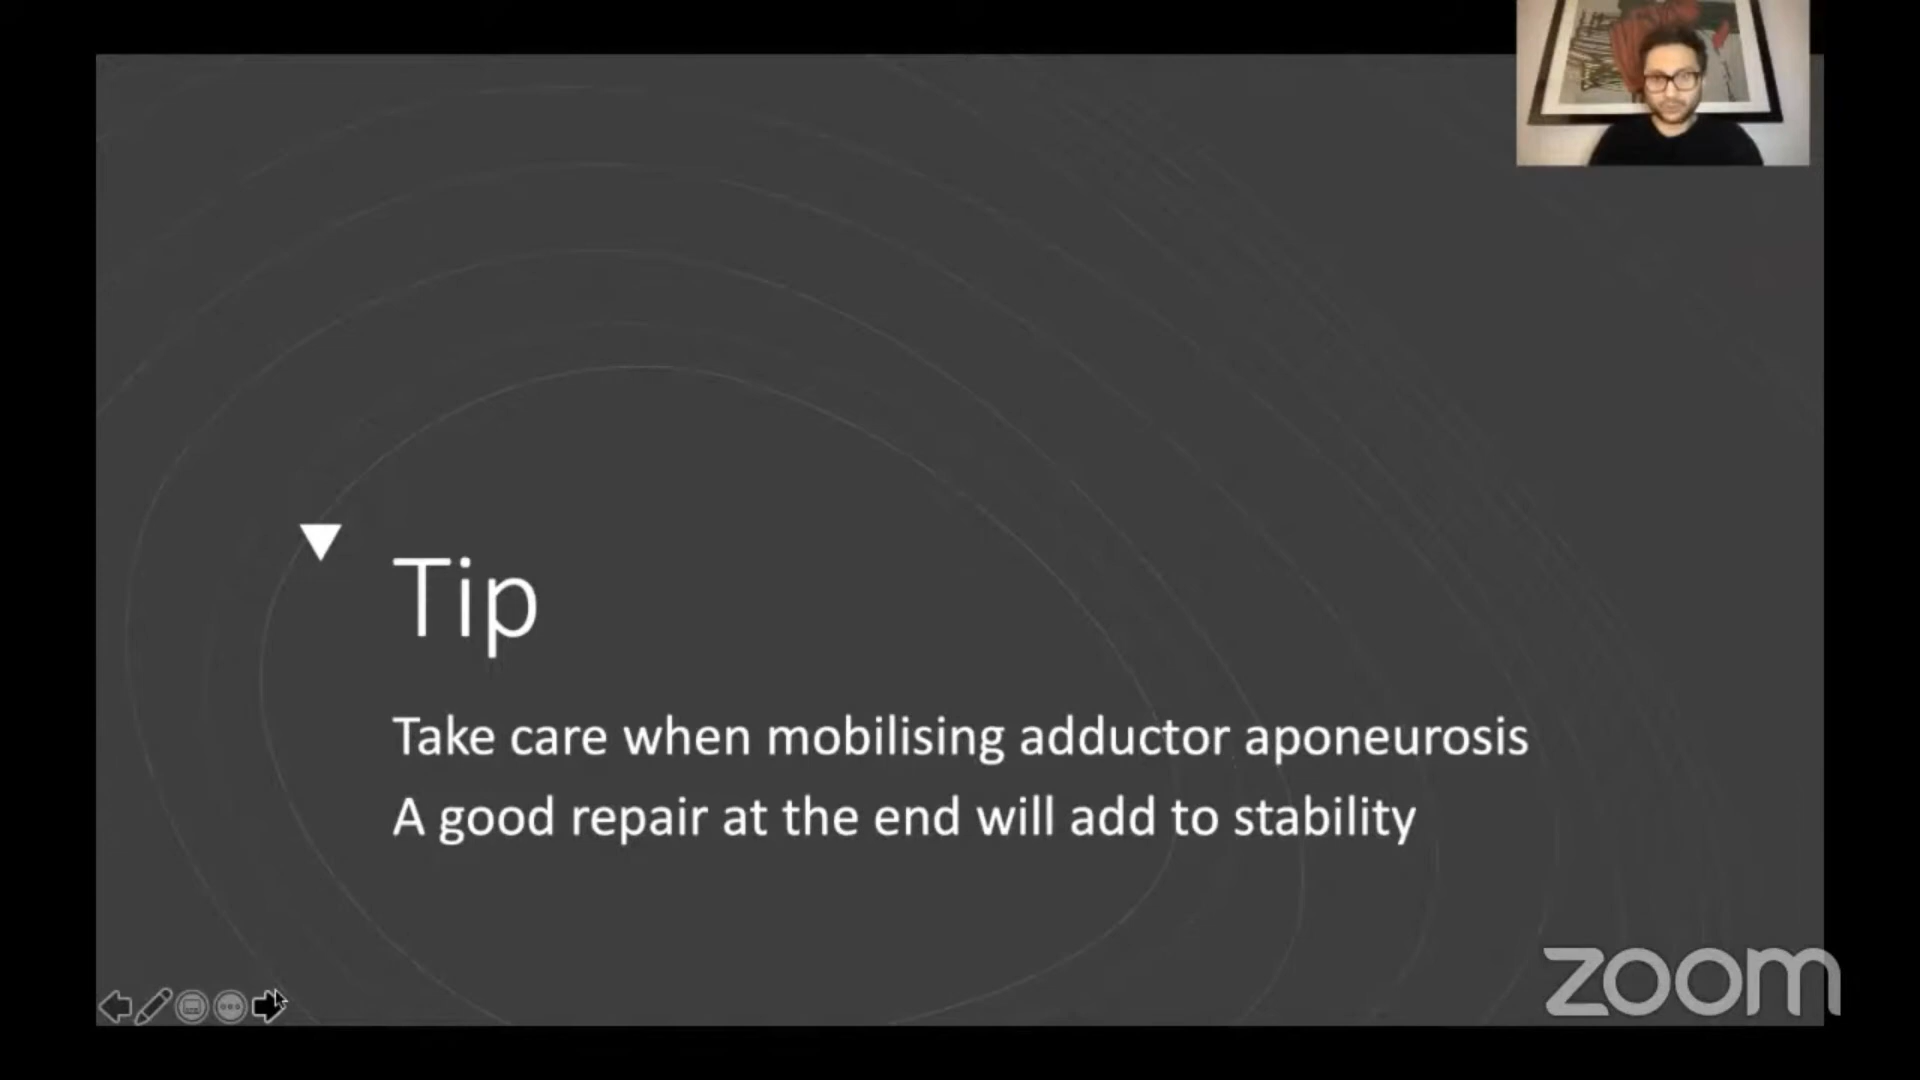 Tip
Take care when mobilising adductor aponeurosis
A good repair at the end will add to stability
zoom